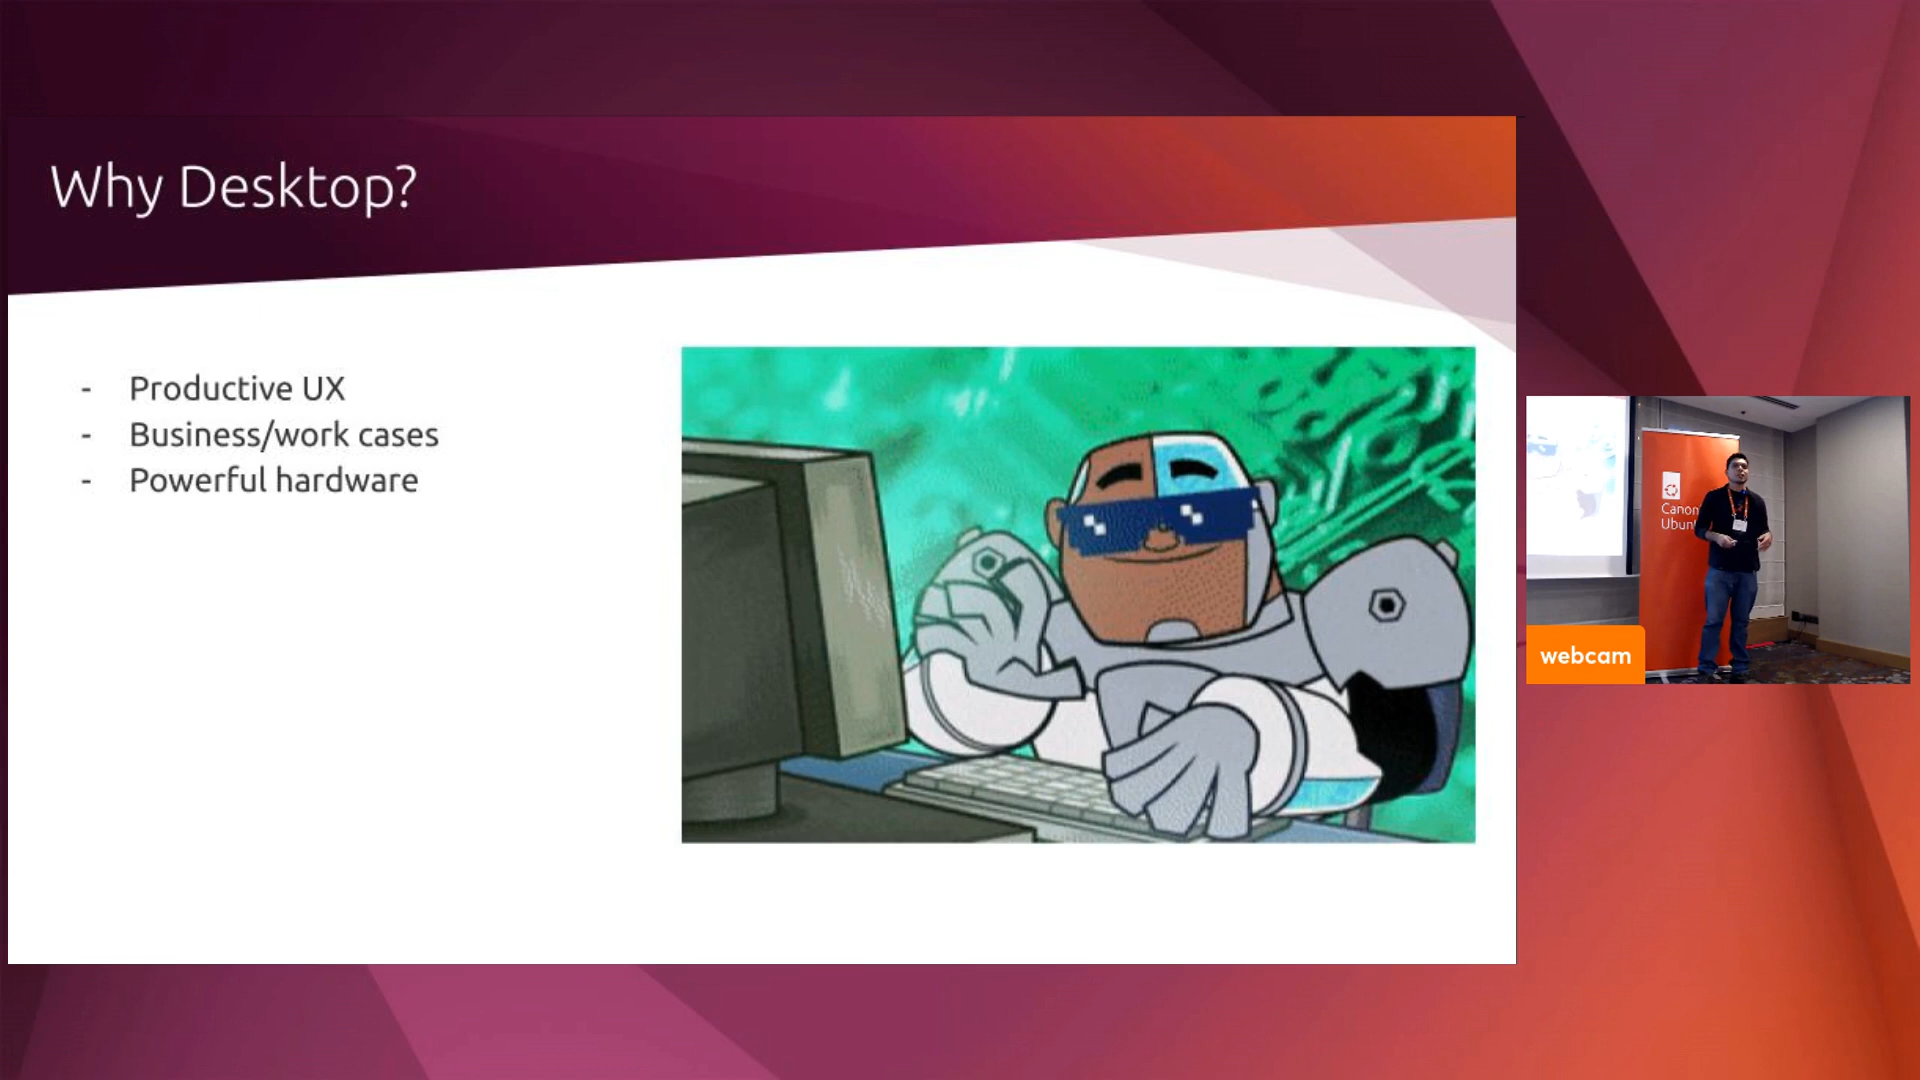 Why Desktop?
- Productive UX
- Business/work cases
- Powerful hardware
webcam